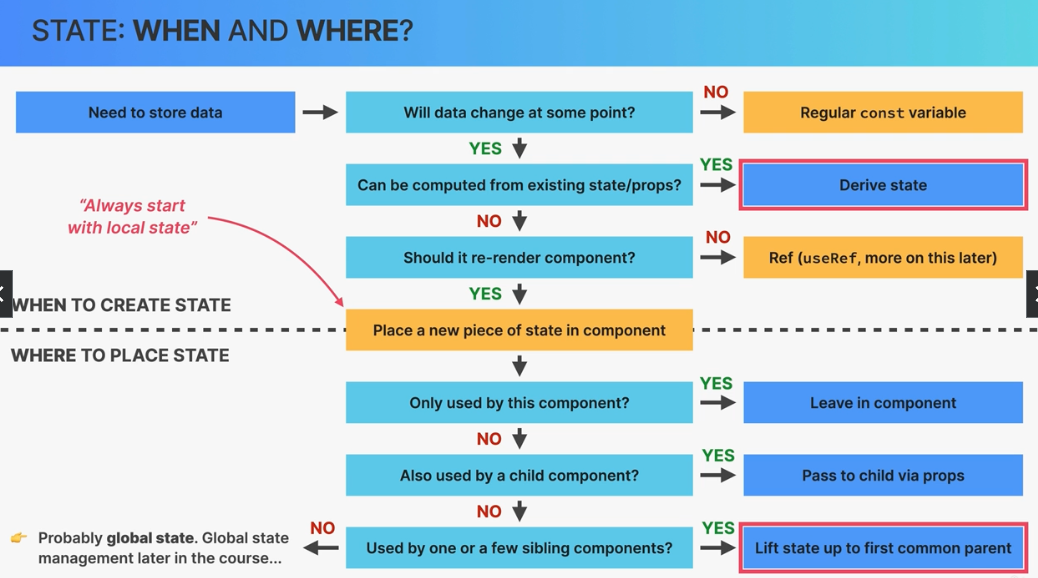 STATE: WHEN AND WHERE?
Need to store data
Will data change at some point?
NO
Regular const variable
YES
Can be computed from existing state/props?
YES
Derive state
“Always start
with local state”
NO
Should it re-render component?
NO
Ref (useRef, more on this later)
YES
WHEN TO CREATE STATE
Place a new piece of state in component
WHERE TO PLACE STATE
Only used by this component?
YES
Leave in component
NO
Also used by a child component?
YES
Pass to child via props
NO
Used by one or a few sibling components?
YES
Lift state up to first common parent
NO
👉 Probably global state. Global state
management later in the course...